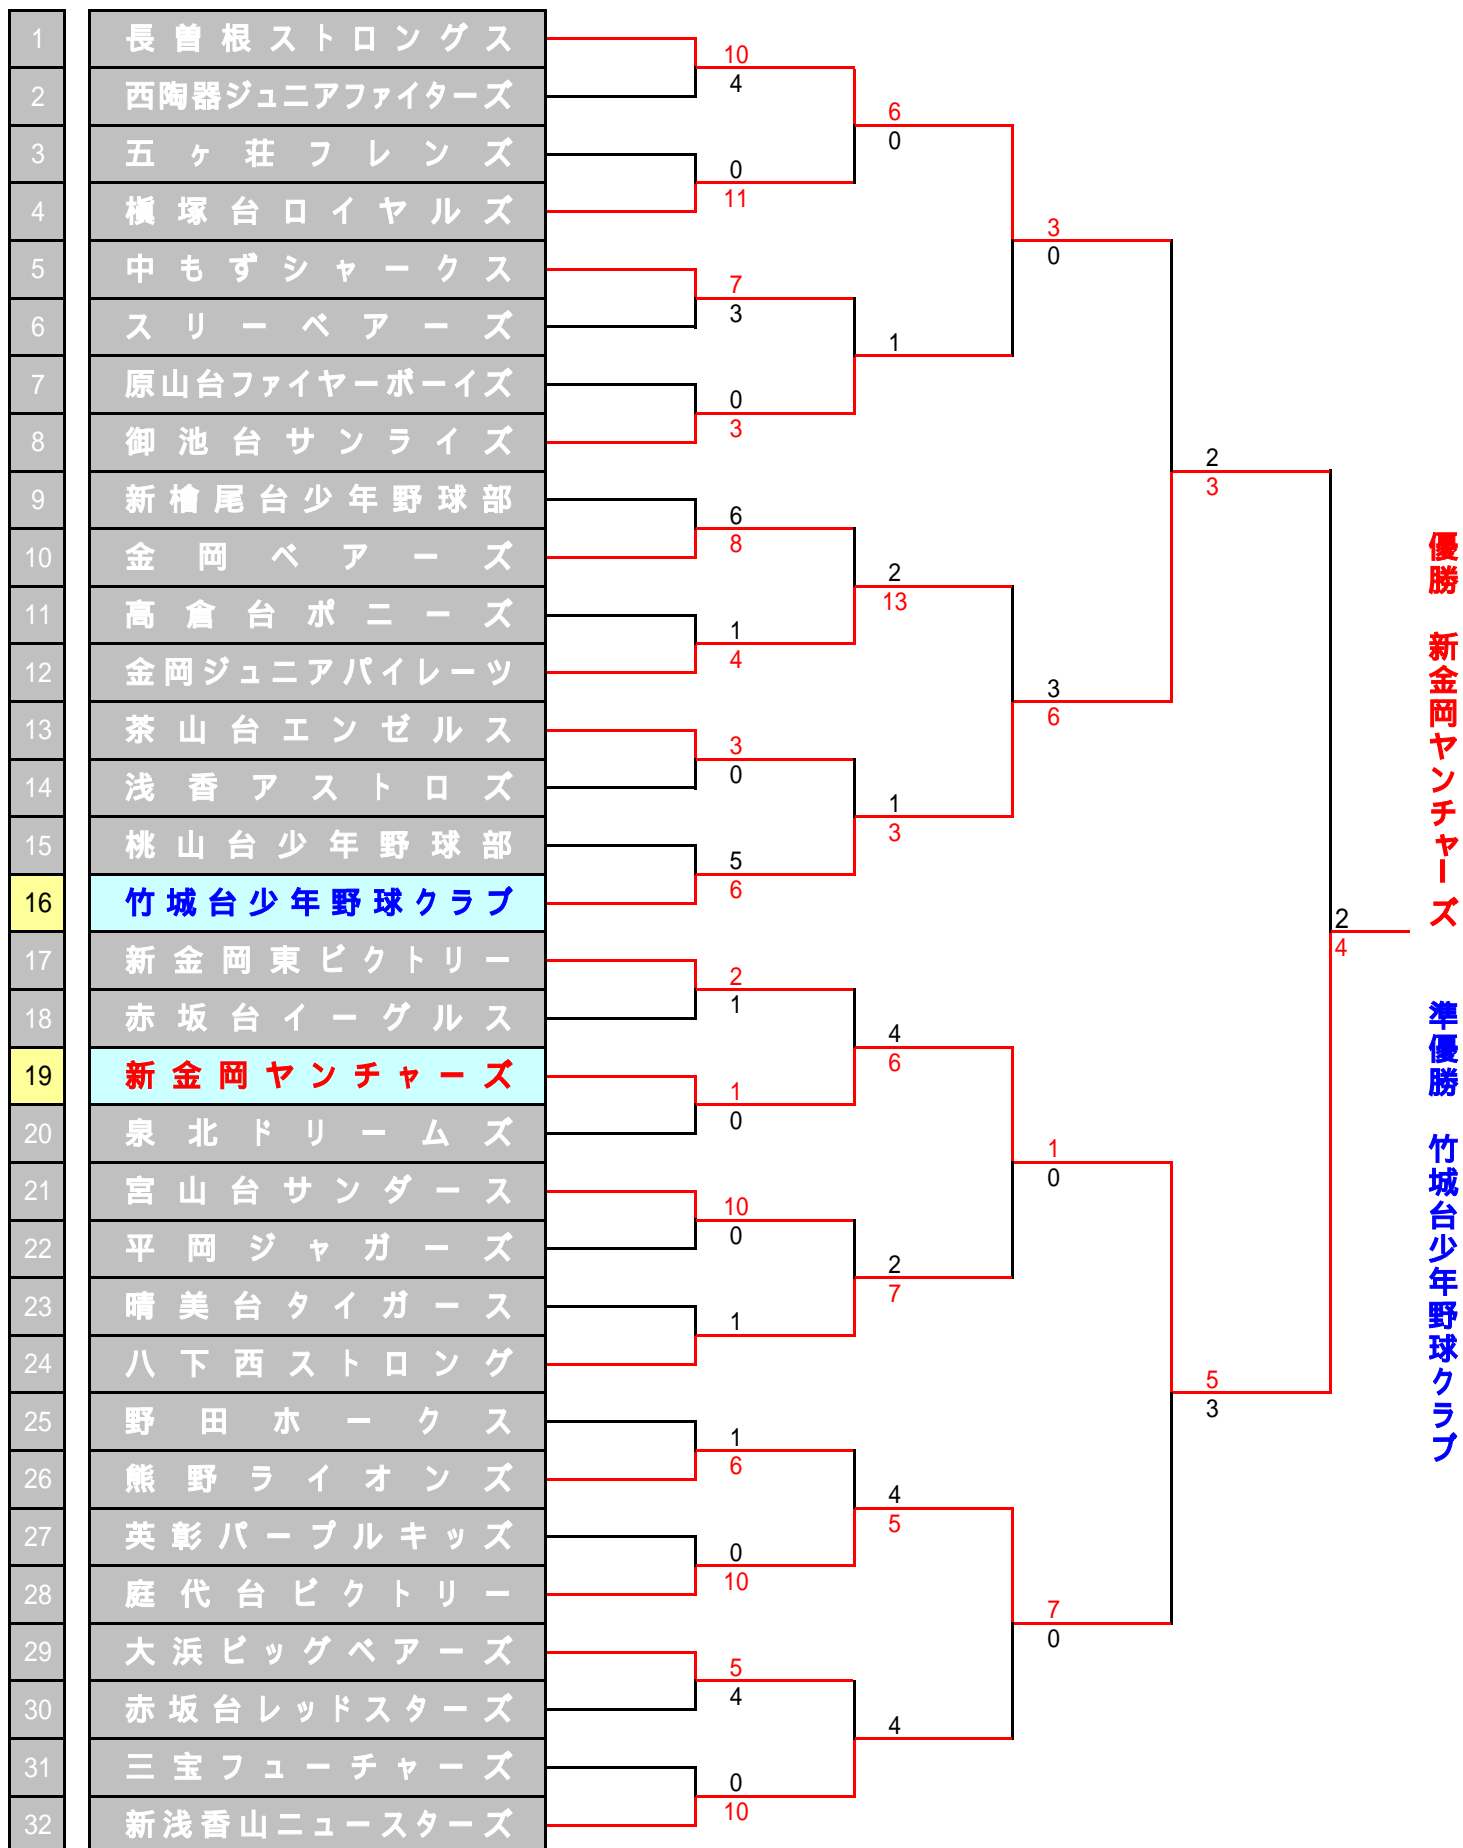 1 長曽根ストロングス
2 西陶器ジュニアファイターズ
3 五ヶ荘フレンズ
4 槇塚台ロイヤルズ
5 中もずシャークス
6 スリーベアーズ
7 原山台ファイヤーボーイズ
8 御池台サンライズ
9 新檜尾台少年野球部
10 金岡ベアーズ
11 高倉台ポニーズ
12 金岡ジュニアパイレーツ
13 茶山台エンゼルス
14 浅香アストロズ
15 桃山台少年野球部
16 竹城台少年野球クラブ
17 新金岡東ビクトリー
18 赤坂台イーグルス
19 新金岡ヤンチャーズ
20 泉北ドリームズ
21 宮山台サンダース
22 平岡ジャガーズ
23 晴美台タイガース
24 八下西ストロング
25 野田ホークス
26 熊野ライオンズ
27 英彰パープルキッズ
28 庭代台ビクトリー
29 大浜ビッグベアーズ
30 赤坂台レッドスターズ
31 三宝フューチャーズ
32 新浅香山ニュースターズ
10
4
0
11
7
3
0
3
6
8
1
4
3
0
5
6
2
1
1
0
10
0
1
1
6
0
10
5
4
0
10
6
0
1
2
13
1
3
4
6
2
7
4
5
4
3
0
3
6
1
0
7
0
2
3
5
3
2
4
優勝 新金岡ヤンチャーズ
準優勝 竹城台少年野球クラブ